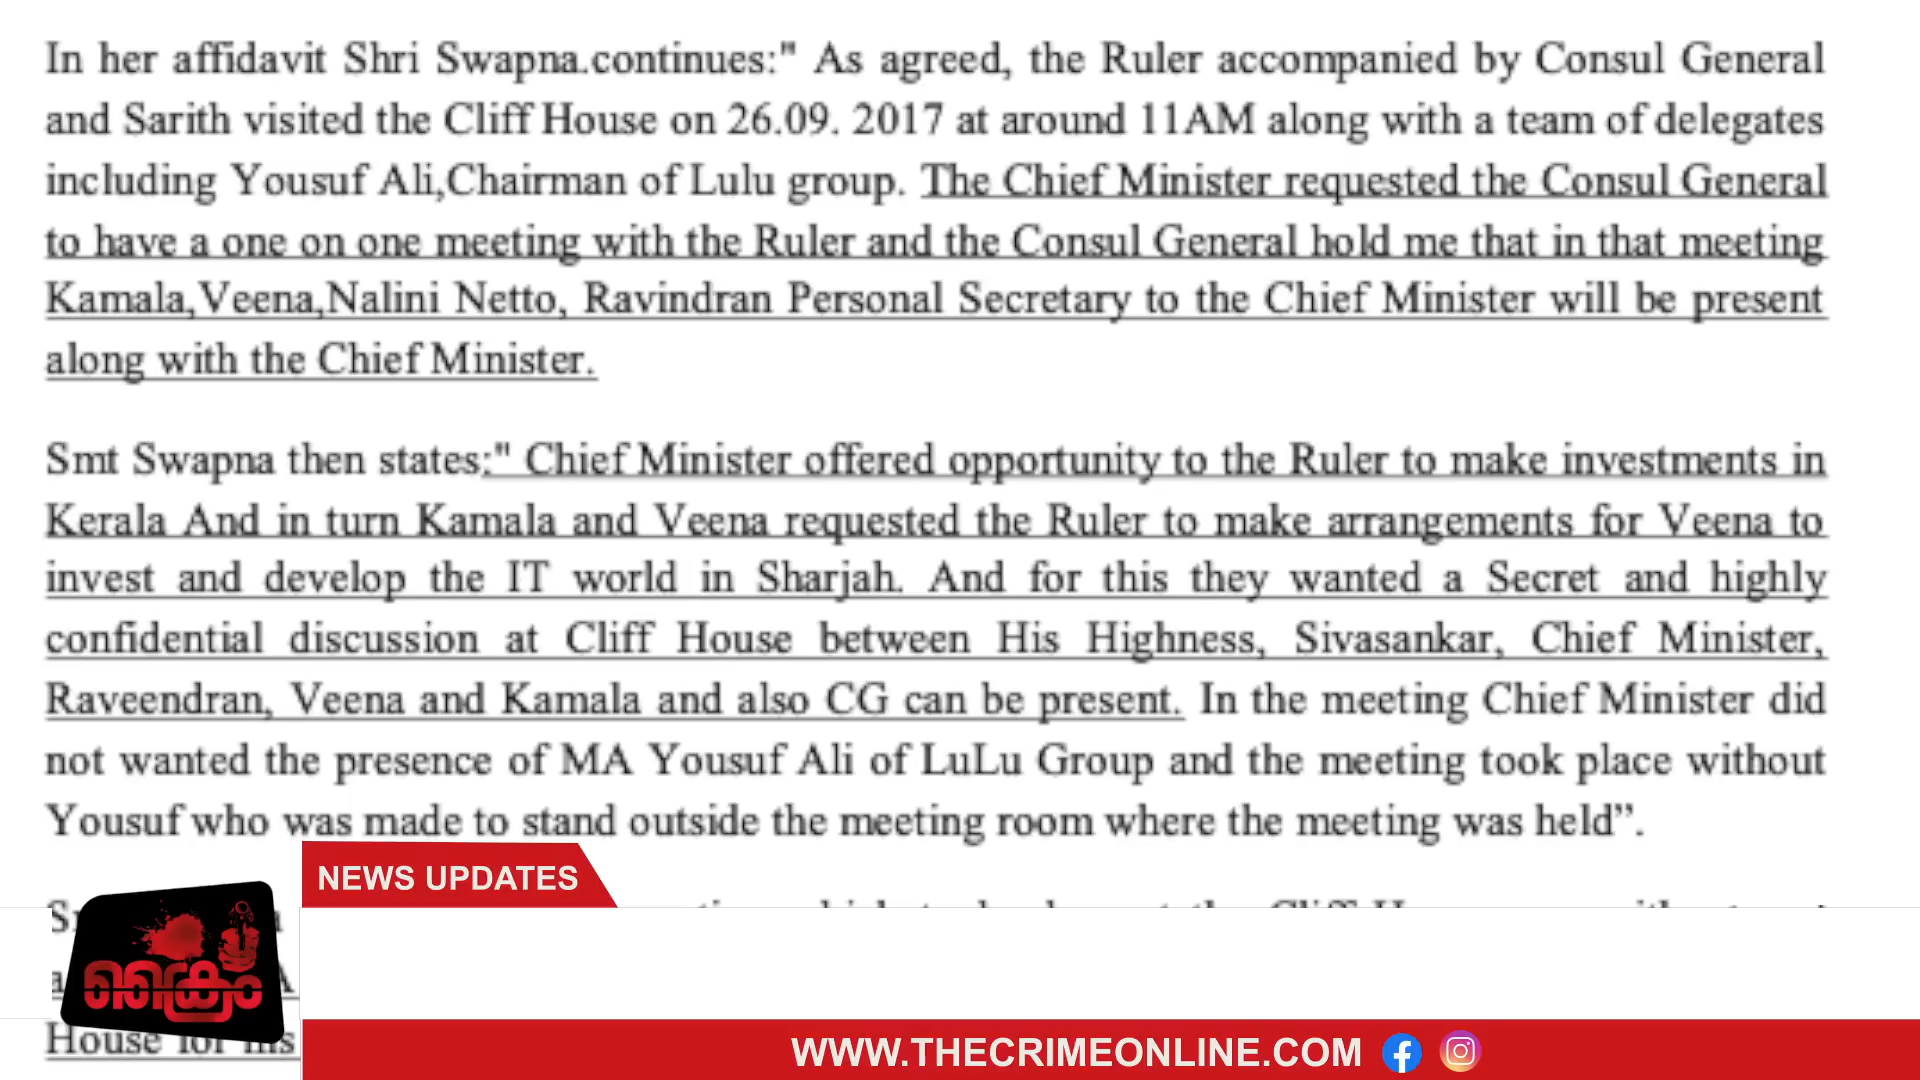 In her affidavit Shri Swapna.continues:" As agreed, the Ruler accompanied by Consul General
and Sarith visited the Cliff House on 26.09. 2017 at around 11AM along with a team of delegates
including Yousuf Ali,Chairman of Lulu group. The Chief Minister requested the Consul General
to have a one on one meeting with the Ruler and the Consul General hold me that in that meeting
Kamala,Veena,Nalini Netto, Ravindran Personal Secretary to the Chief Minister will be present
along with the Chief Minister.
Smt Swapna then states:" Chief Minister offered opportunity to the Ruler to make investments in
Kerala And in turn Kamala and Veena requested the Ruler to make arrangements for Veena to
invest and develop the IT world in Sharjah. And for this they wanted a Secret and highly
confidential discussion at Cliff House between His Highness, Sivasankar, Chief Minister,
Raveendran, Veena and Kamala and also CG can be present. In the meeting Chief Minister did
not wanted the presence of MA Yousuf Ali of LuLu Group and the meeting took place without
Yousuf who was made to stand outside the meeting room where the meeting was held”.
NEWS UPDATES
ക്രൈം
House for his
WWW.THECRIMEONLINE.COM